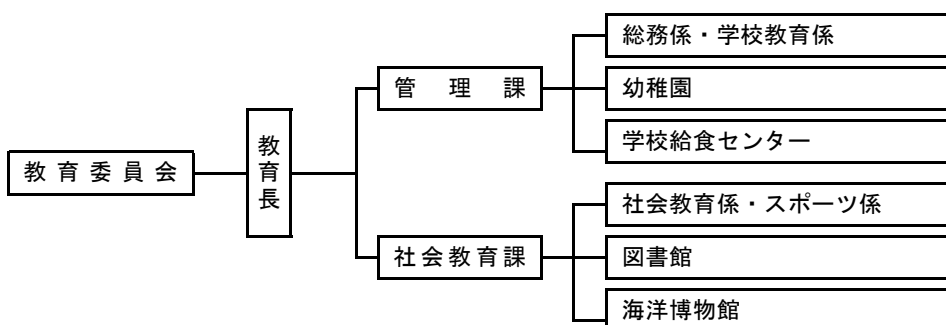 総務係・学校教育係
管理課
幼稚園
学校給食センター
教育委員会
教育長
社会教育係・スポーツ係
社会教育課
図書館
海洋博物館